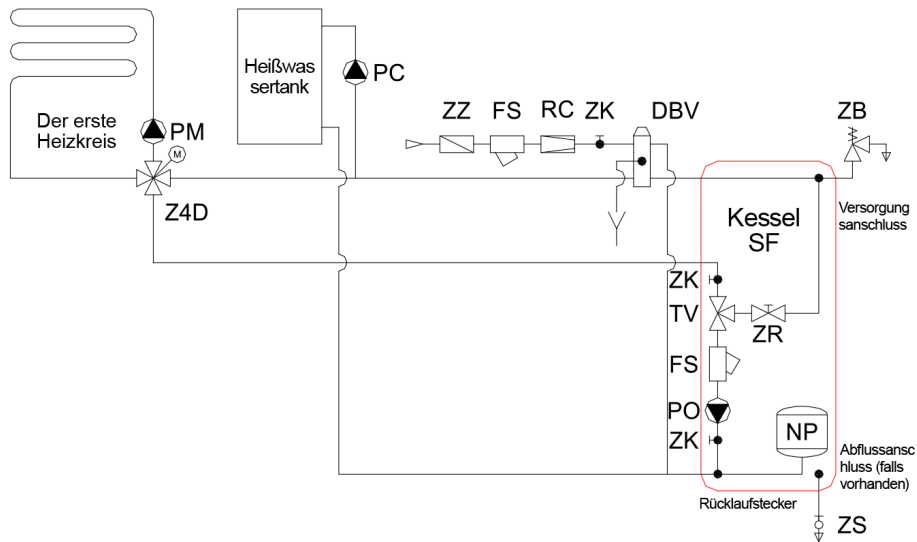 Heißwas
sertank
PC
Der erste
Heizkreis
PM
M
Z4D
ZZ
FS
RC
ZK
DBV
ZB
Kessel
SF
Versorgung
sanschluss
ZK
TV
ZR
FS
PO
ZK
NP
Abflussansc
hluss (falls
vorhanden)
Rücklaufstecker
ZS